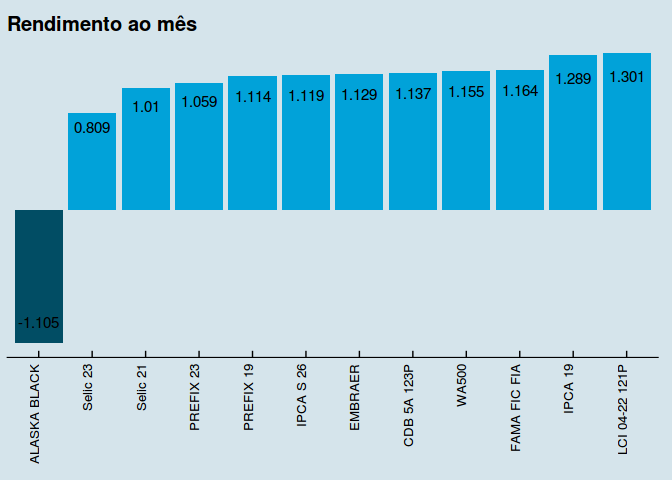 Rendimento ao mês
-1.105
0.809
1.01
1.059
1.114
1.119
1.129
1.137
1.155
1.164
1.289
1.301
ALASKA BLACK
Selic 23
Selic 21
PREFIX 23
PREFIX 19
IPCA S 26
EMBRAER
CDB 5A 123P
WA500
FAMA FIC FIA
IPCA 19
LCI 04-22 121P